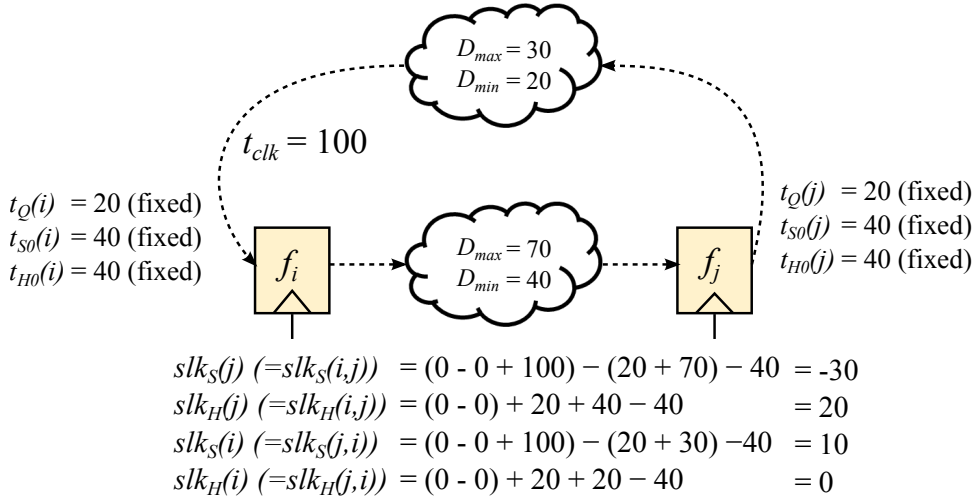 D_max = 30
D_min = 20
t_clk = 100
t_Q(i) = 20 (fixed)
t_S0(i) = 40 (fixed)
t_H0(i) = 40 (fixed)
f_i
D_max = 70
D_min = 40
f_j
t_Q(j) = 20 (fixed)
t_S0(j) = 40 (fixed)
t_H0(j) = 40 (fixed)
slk_S(j) (=slk_S(i,j)) = (0 - 0 + 100) − (20 + 70) − 40 = -30
slk_H(j) (=slk_H(i,j)) = (0 - 0) + 20 + 40 − 40 = 20
slk_S(i) (=slk_S(j,i)) = (0 - 0 + 100) − (20 + 30) −40 = 10
slk_H(i) (=slk_H(j,i)) = (0 - 0) + 20 + 20 − 40 = 0